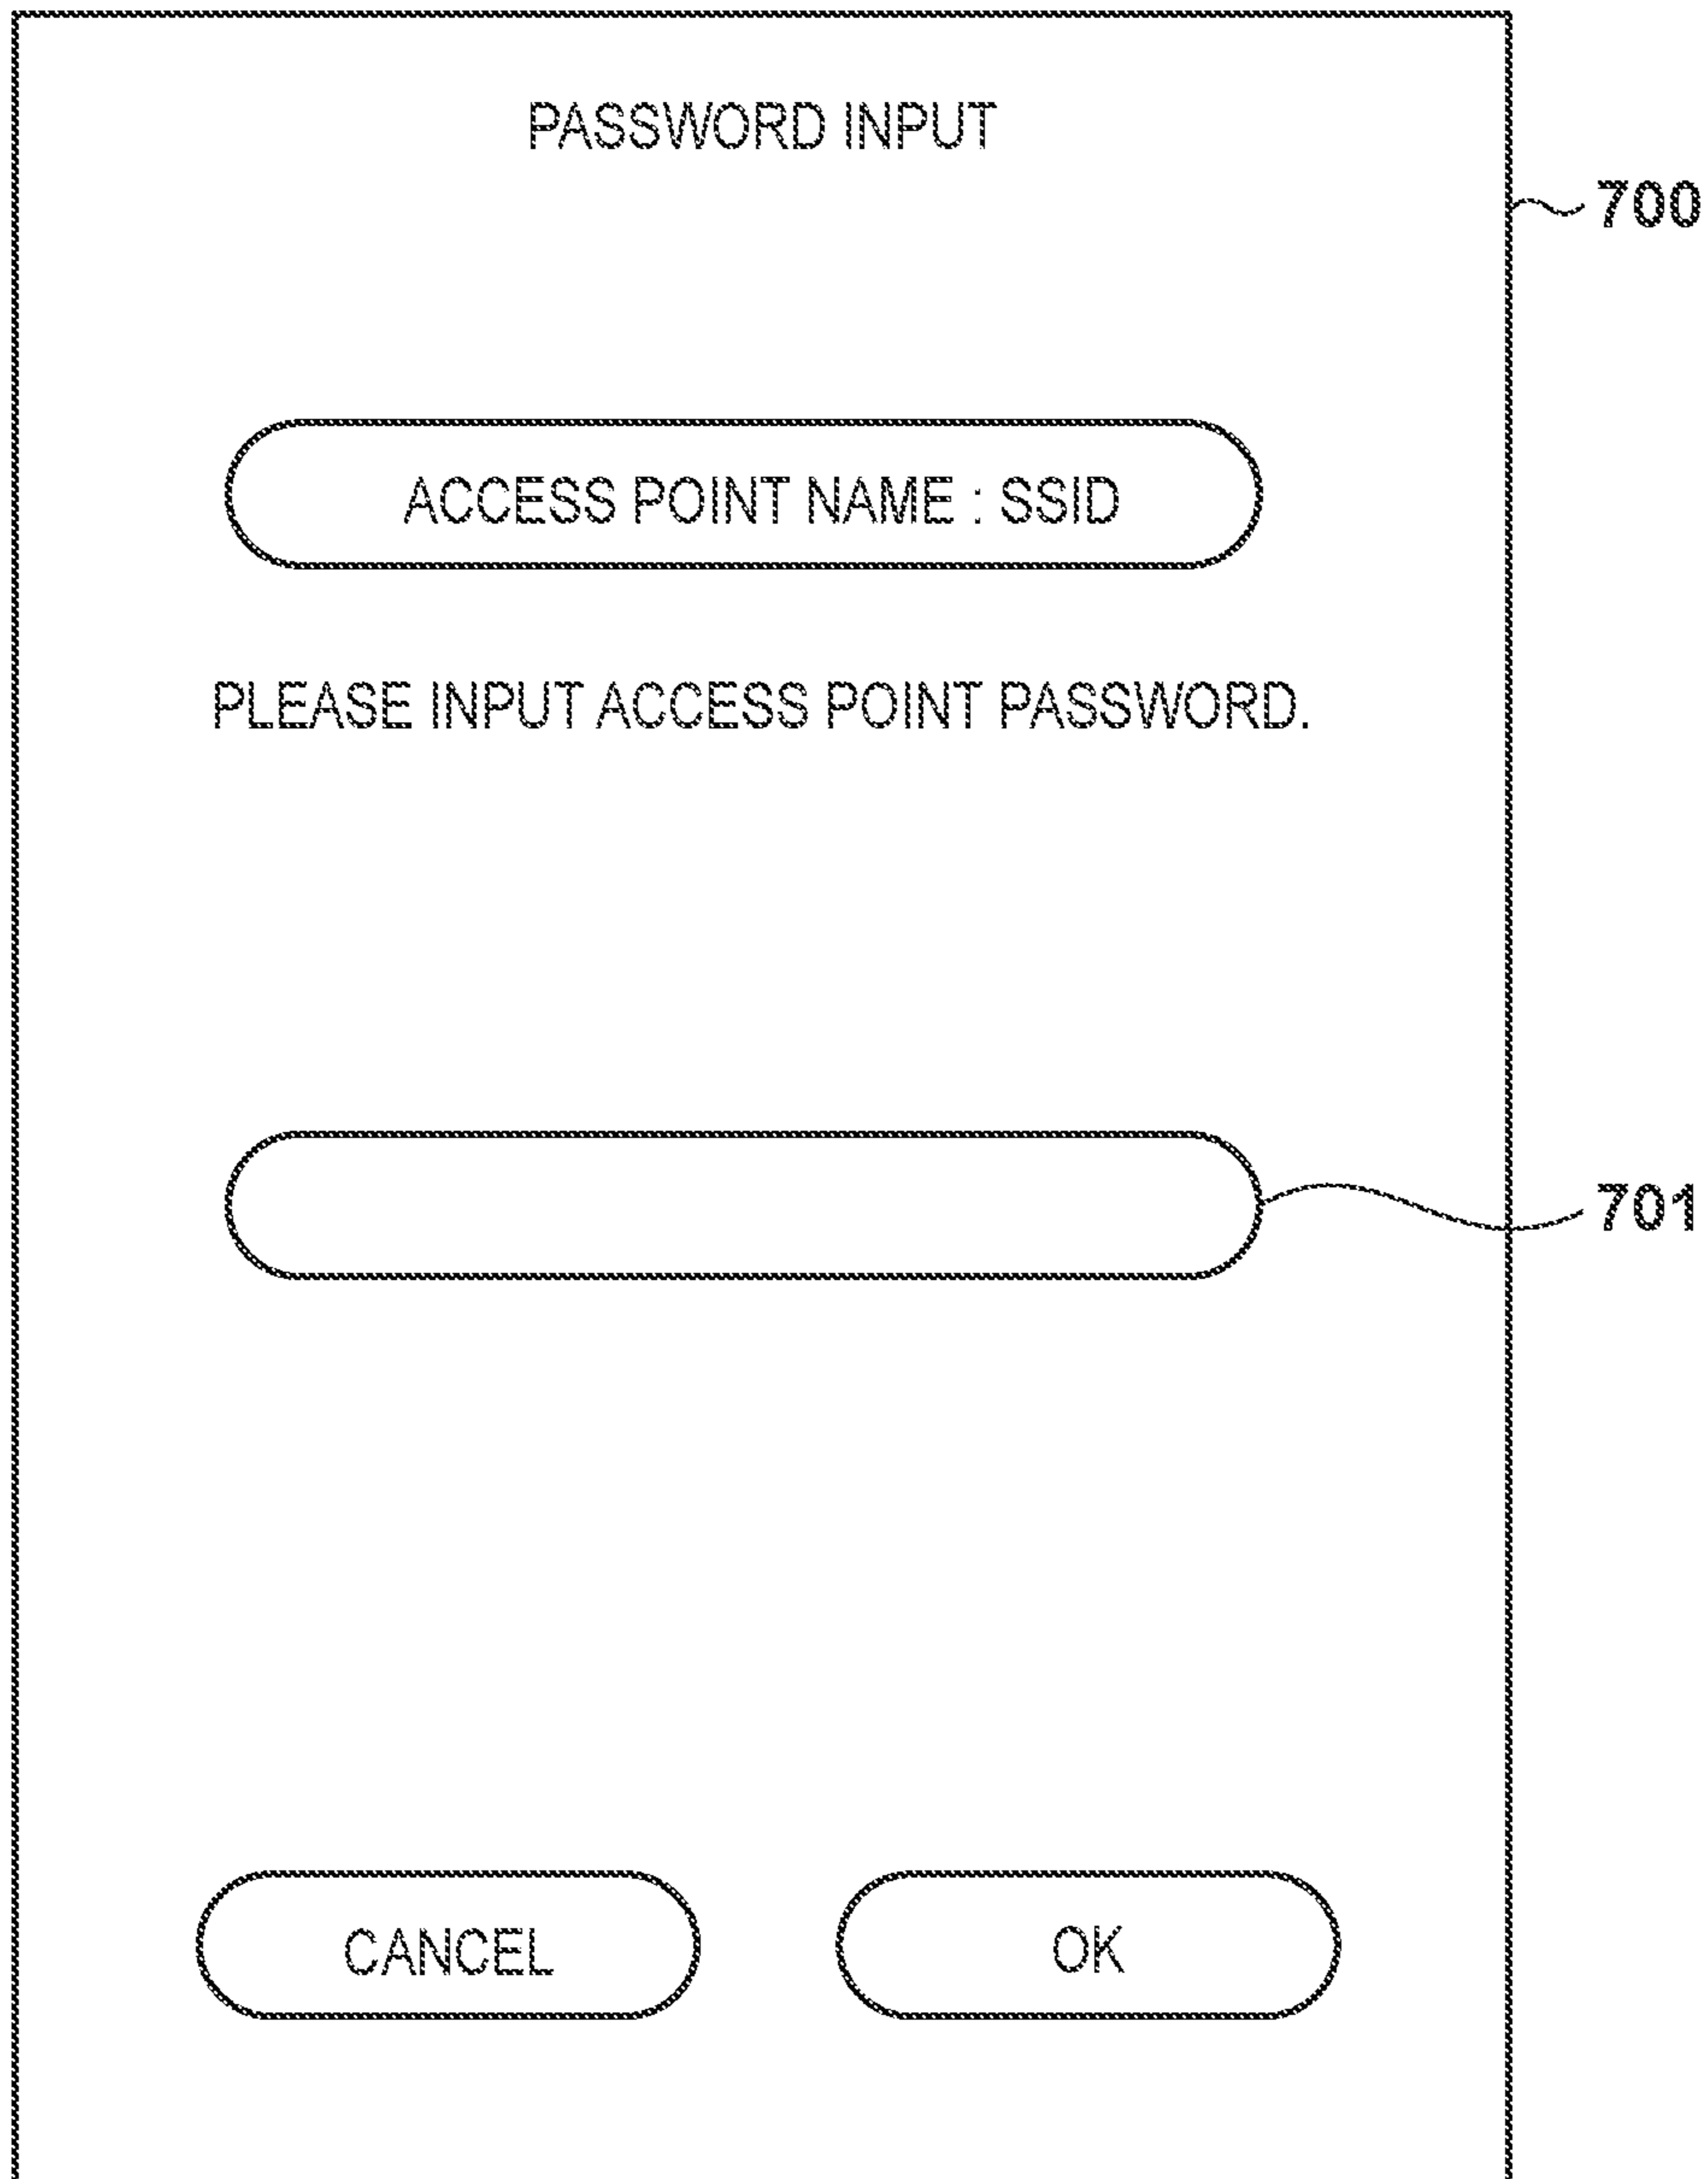 PASSWORD INPUT
700
ACCESS POINT NAME : SSID
PLEASE INPUT ACCESS POINT PASSWORD.
701
CANCEL
OK